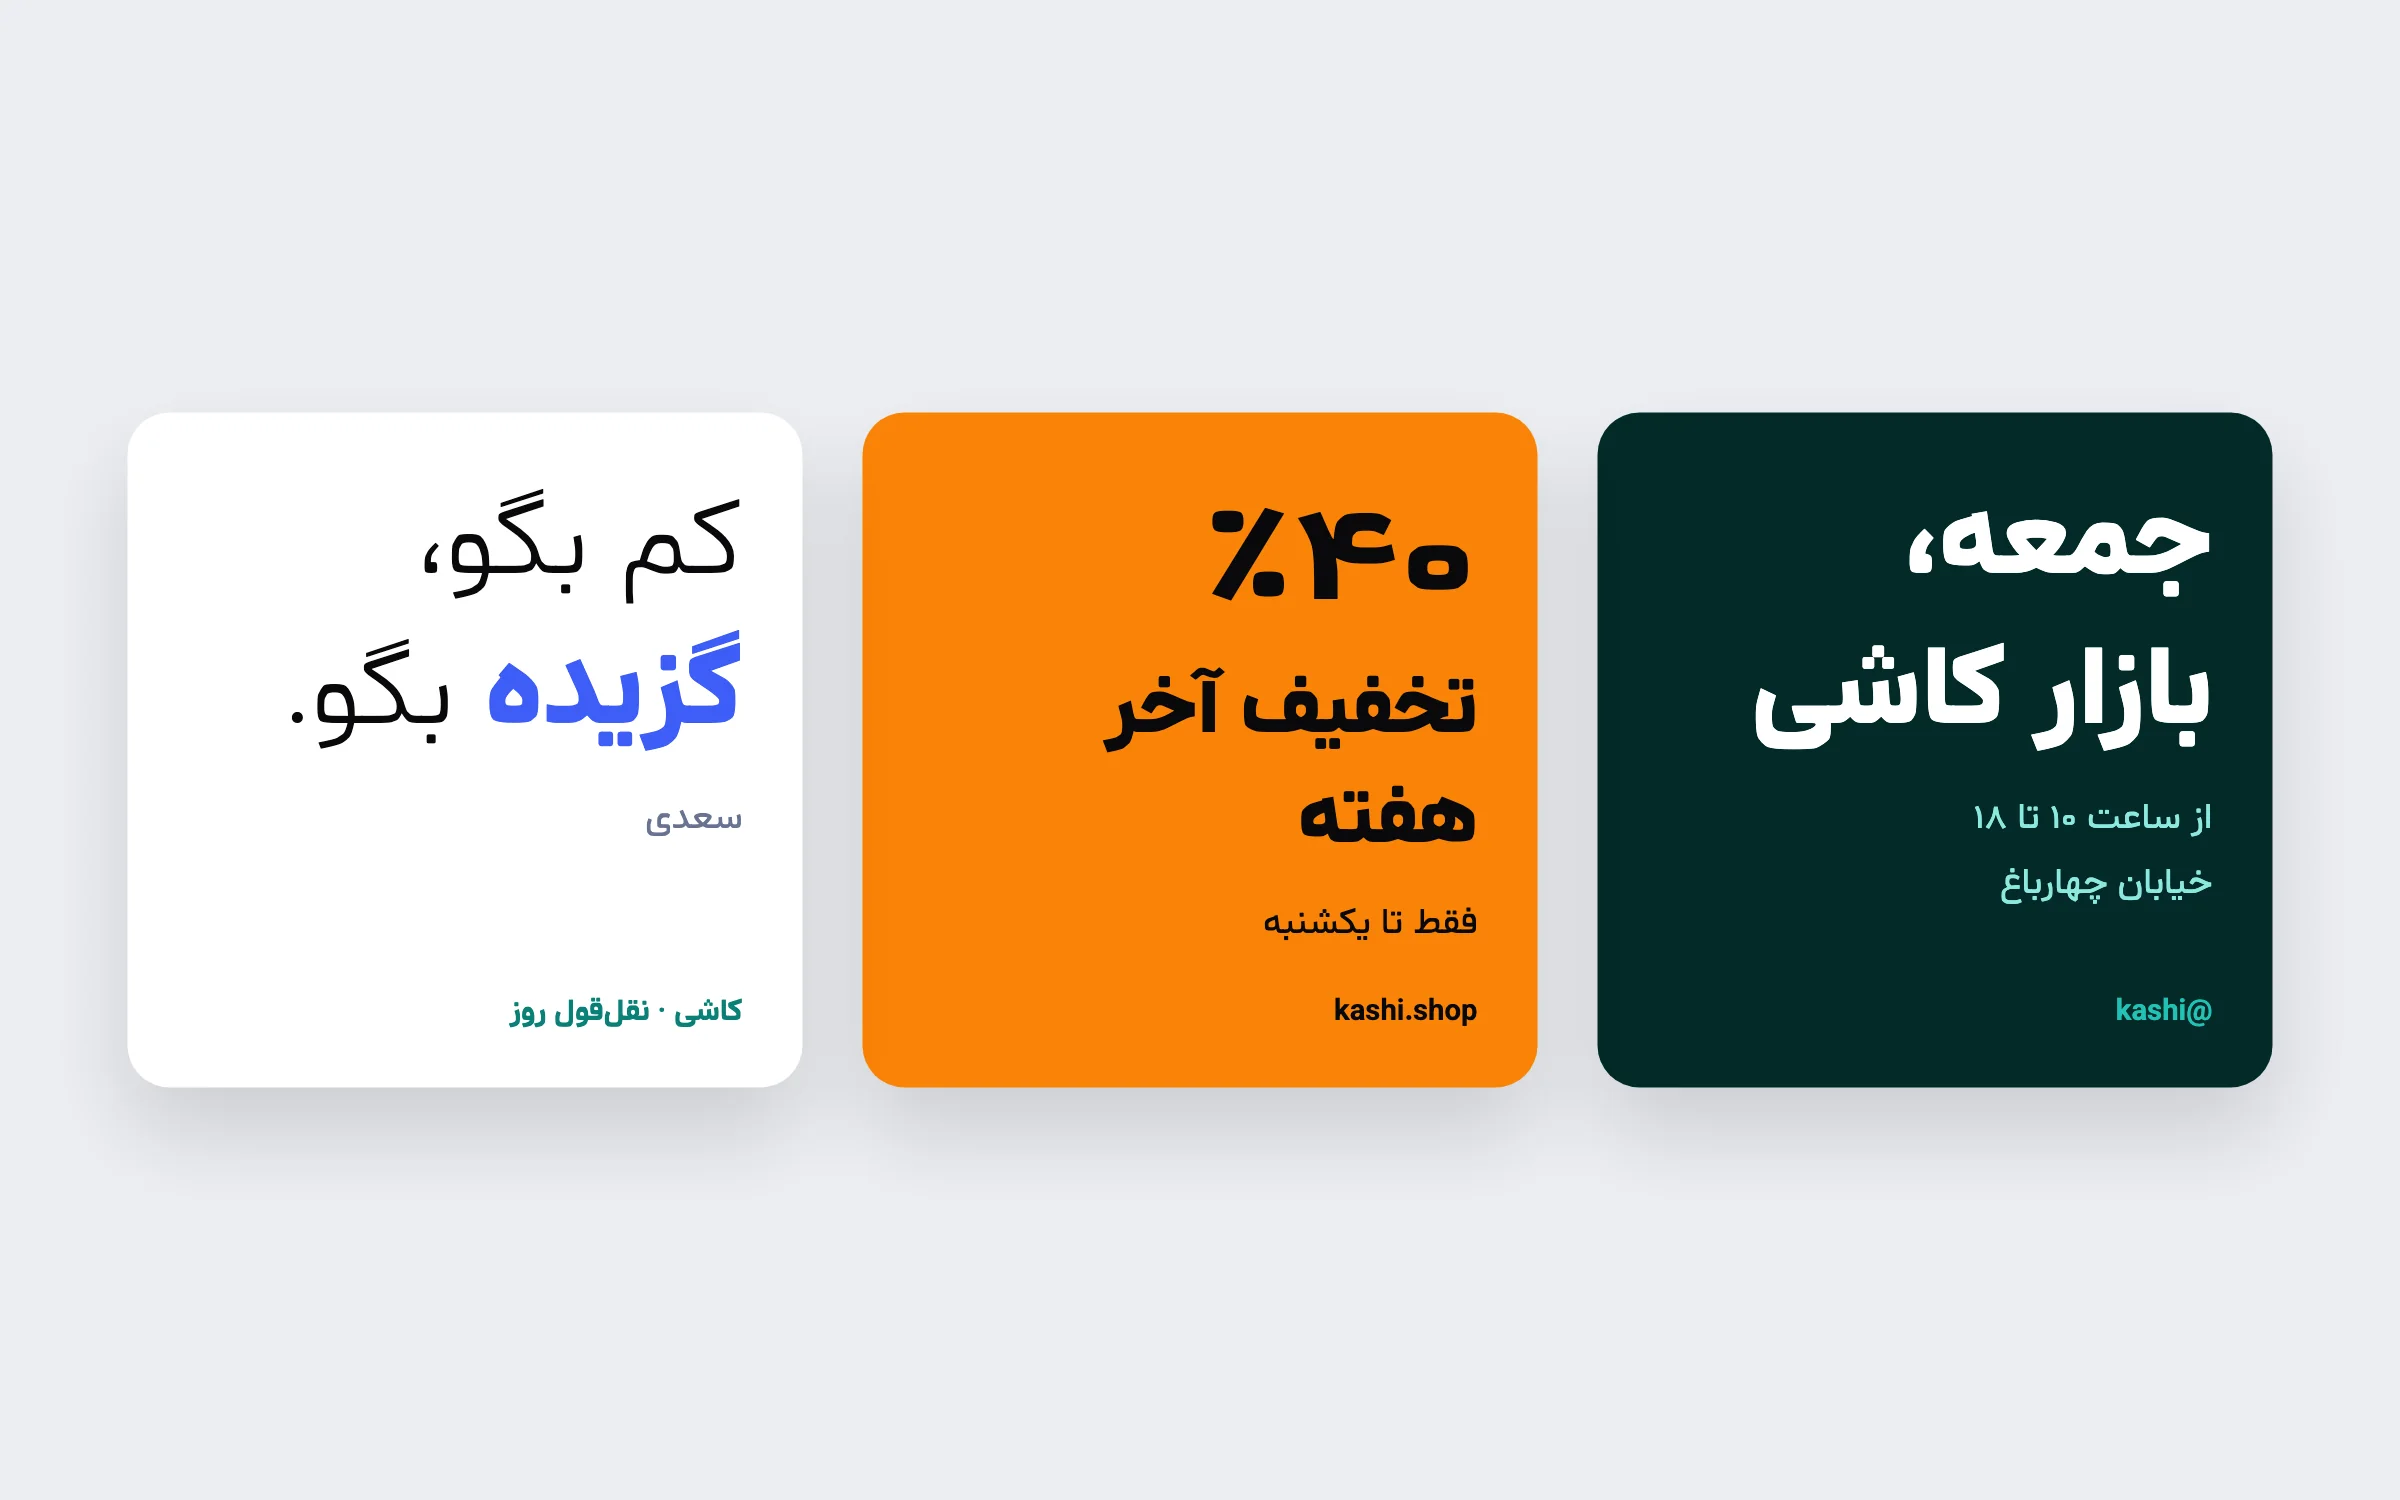 جمعه،
بازار کاشی
از ساعت ۱۰ تا ۱۸
خیابان چهارباغ
@kashi
٪۴۰
تخفیف آخر
هفته
فقط تا یکشنبه
kashi.shop
کم بگو،
گزیده بگو.
سعدی
کاشی · نقل‌قول روز